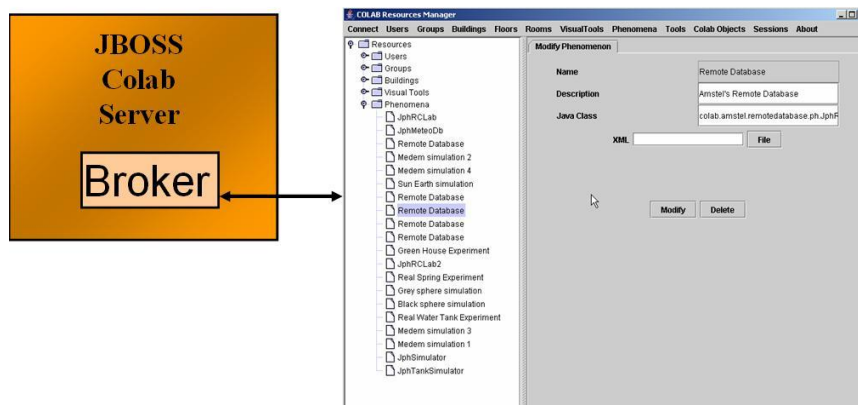 JBOSS
Colab
Server
Broker
COLAB Resources Manager
Connect Users Groups Buildings Floors Rooms VisualTools Phenomena Tools Colab Objects Sessions About
Resources
Users
Groups
Buildings
Visual Tools
Phenomena
JphRCLab
JphMeteoDb
Remote Database
Medem simulation 2
Medem simulation 4
Sun Earth simulation
Remote Database
Remote Database
Remote Database
Remote Database
Green House Experiment
JphRCLab2
Real Spring Experiment
Grey sphere simulation
Black sphere simulation
Real Water Tank Experiment
Medem simulation 3
Medem simulation 1
JphSimulator
JphTankSimulator
Modify Phenomenon
Name Remote Database
Description Amstel's Remote Database
Java Class colab.amstel.remotedatabase.ph.JphR
XML File
Modify Delete